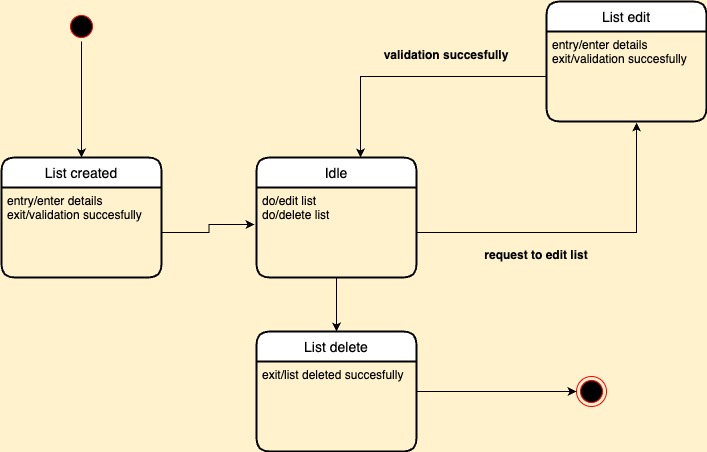 List edit
entry/enter details
exit/validation succesfully
validation succesfully
List created
entry/enter details
exit/validation succesfully
Idle
do/edit list
do/delete list
request to edit list
List delete
exit/list deleted succesfully